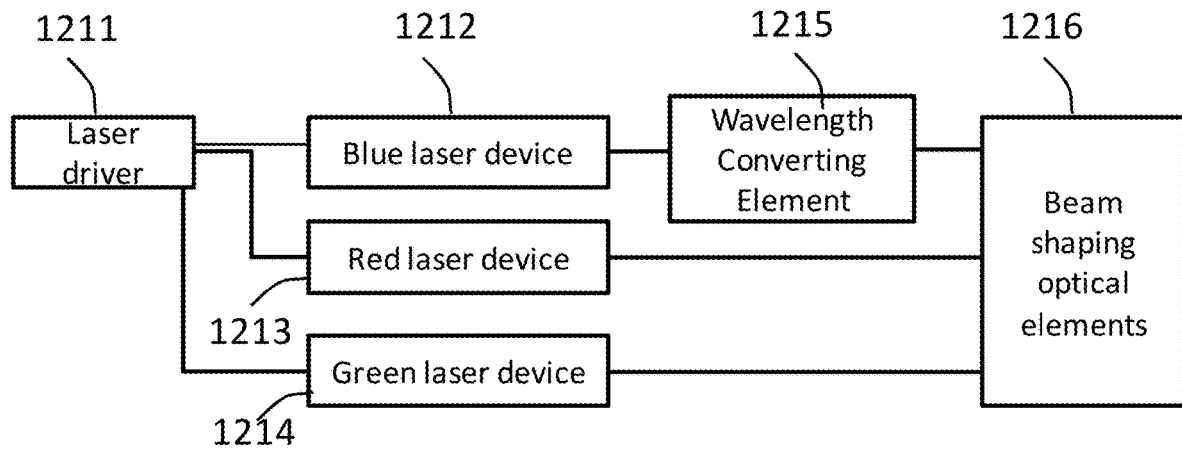 1211
1212
1215
1216
Laser
driver
Blue laser device
Wavelength
Converting
Element
Red laser device
1213
Green laser device
1214
Beam
shaping
optical
elements